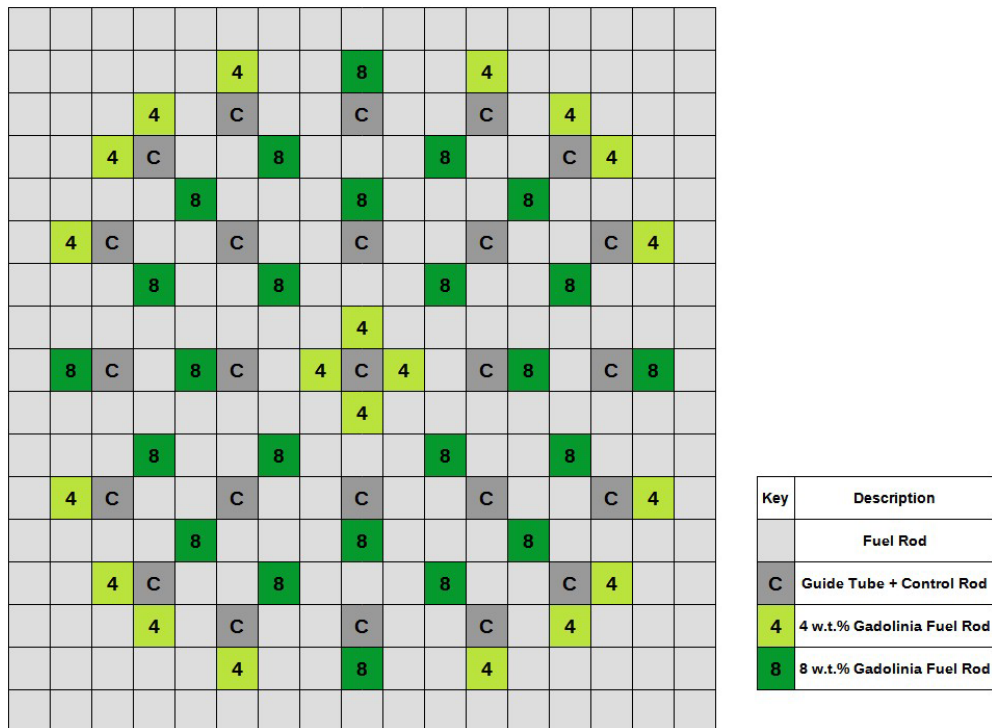 4 8 4
4 C C C 4
4 C 8 8 C 4
8 8 8
4 C C C C C 4
8 8 8 8
4
8 C 8 C 4 C 4 C 8 C 8
4
8 8 8 8
4 C C C C C 4
8 8 8
4 C 8 8 C 4
4 C C C 4
4 8 4
Key Description
Fuel Rod
C Guide Tube + Control Rod
4 4 w.t.% Gadolinia Fuel Rod
8 8 w.t.% Gadolinia Fuel Rod